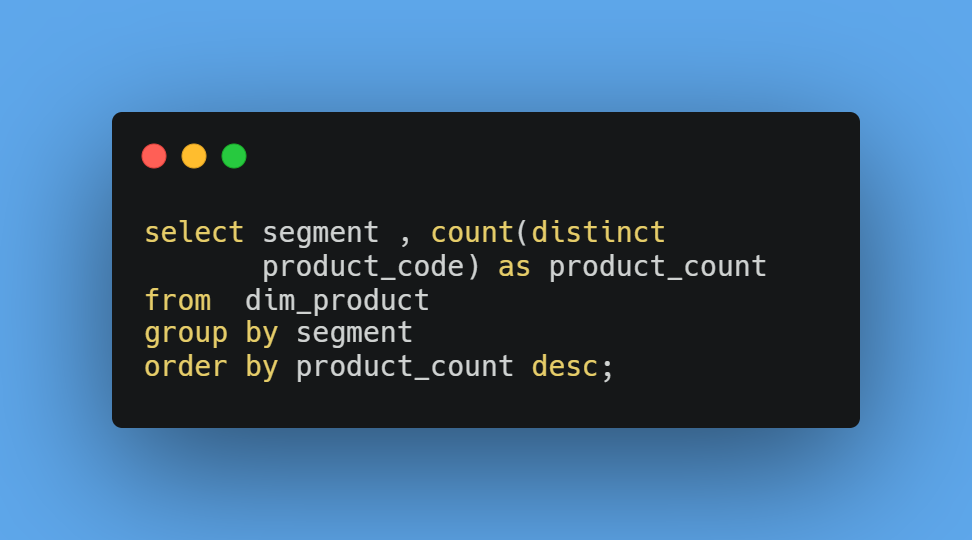 select segment , count(distinct
product_code) as product_count
from  dim_product
group by segment
order by product_count desc;